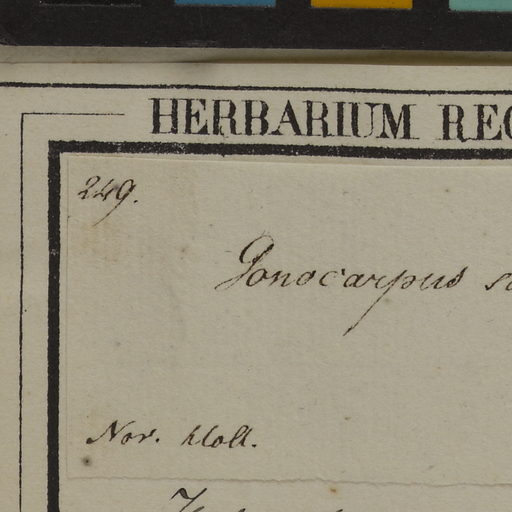 HERBARIUM REG
249.
Gonocarpus
Nov. Holl.